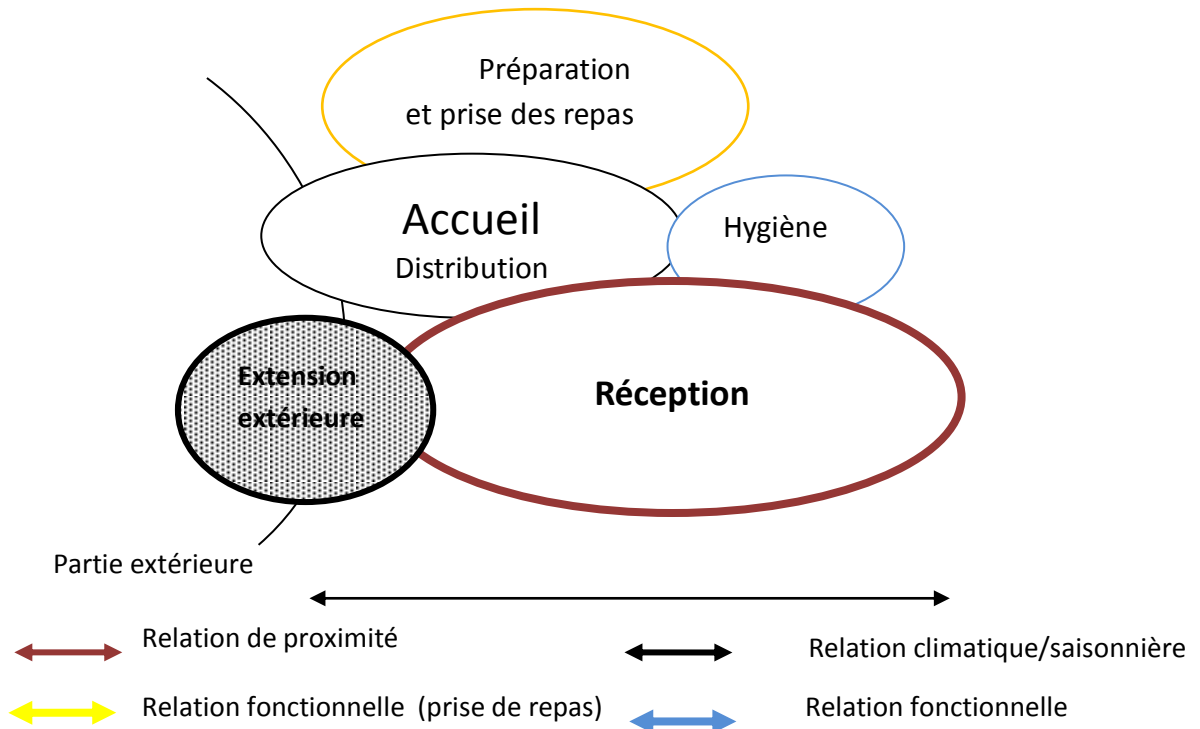 Préparation
et prise des repas
Accueil
Distribution
Hygiène
Extension
extérieure
Réception
Partie extérieure
Relation de proximité
Relation climatique/saisonnière
Relation fonctionnelle (prise de repas)
Relation fonctionnelle